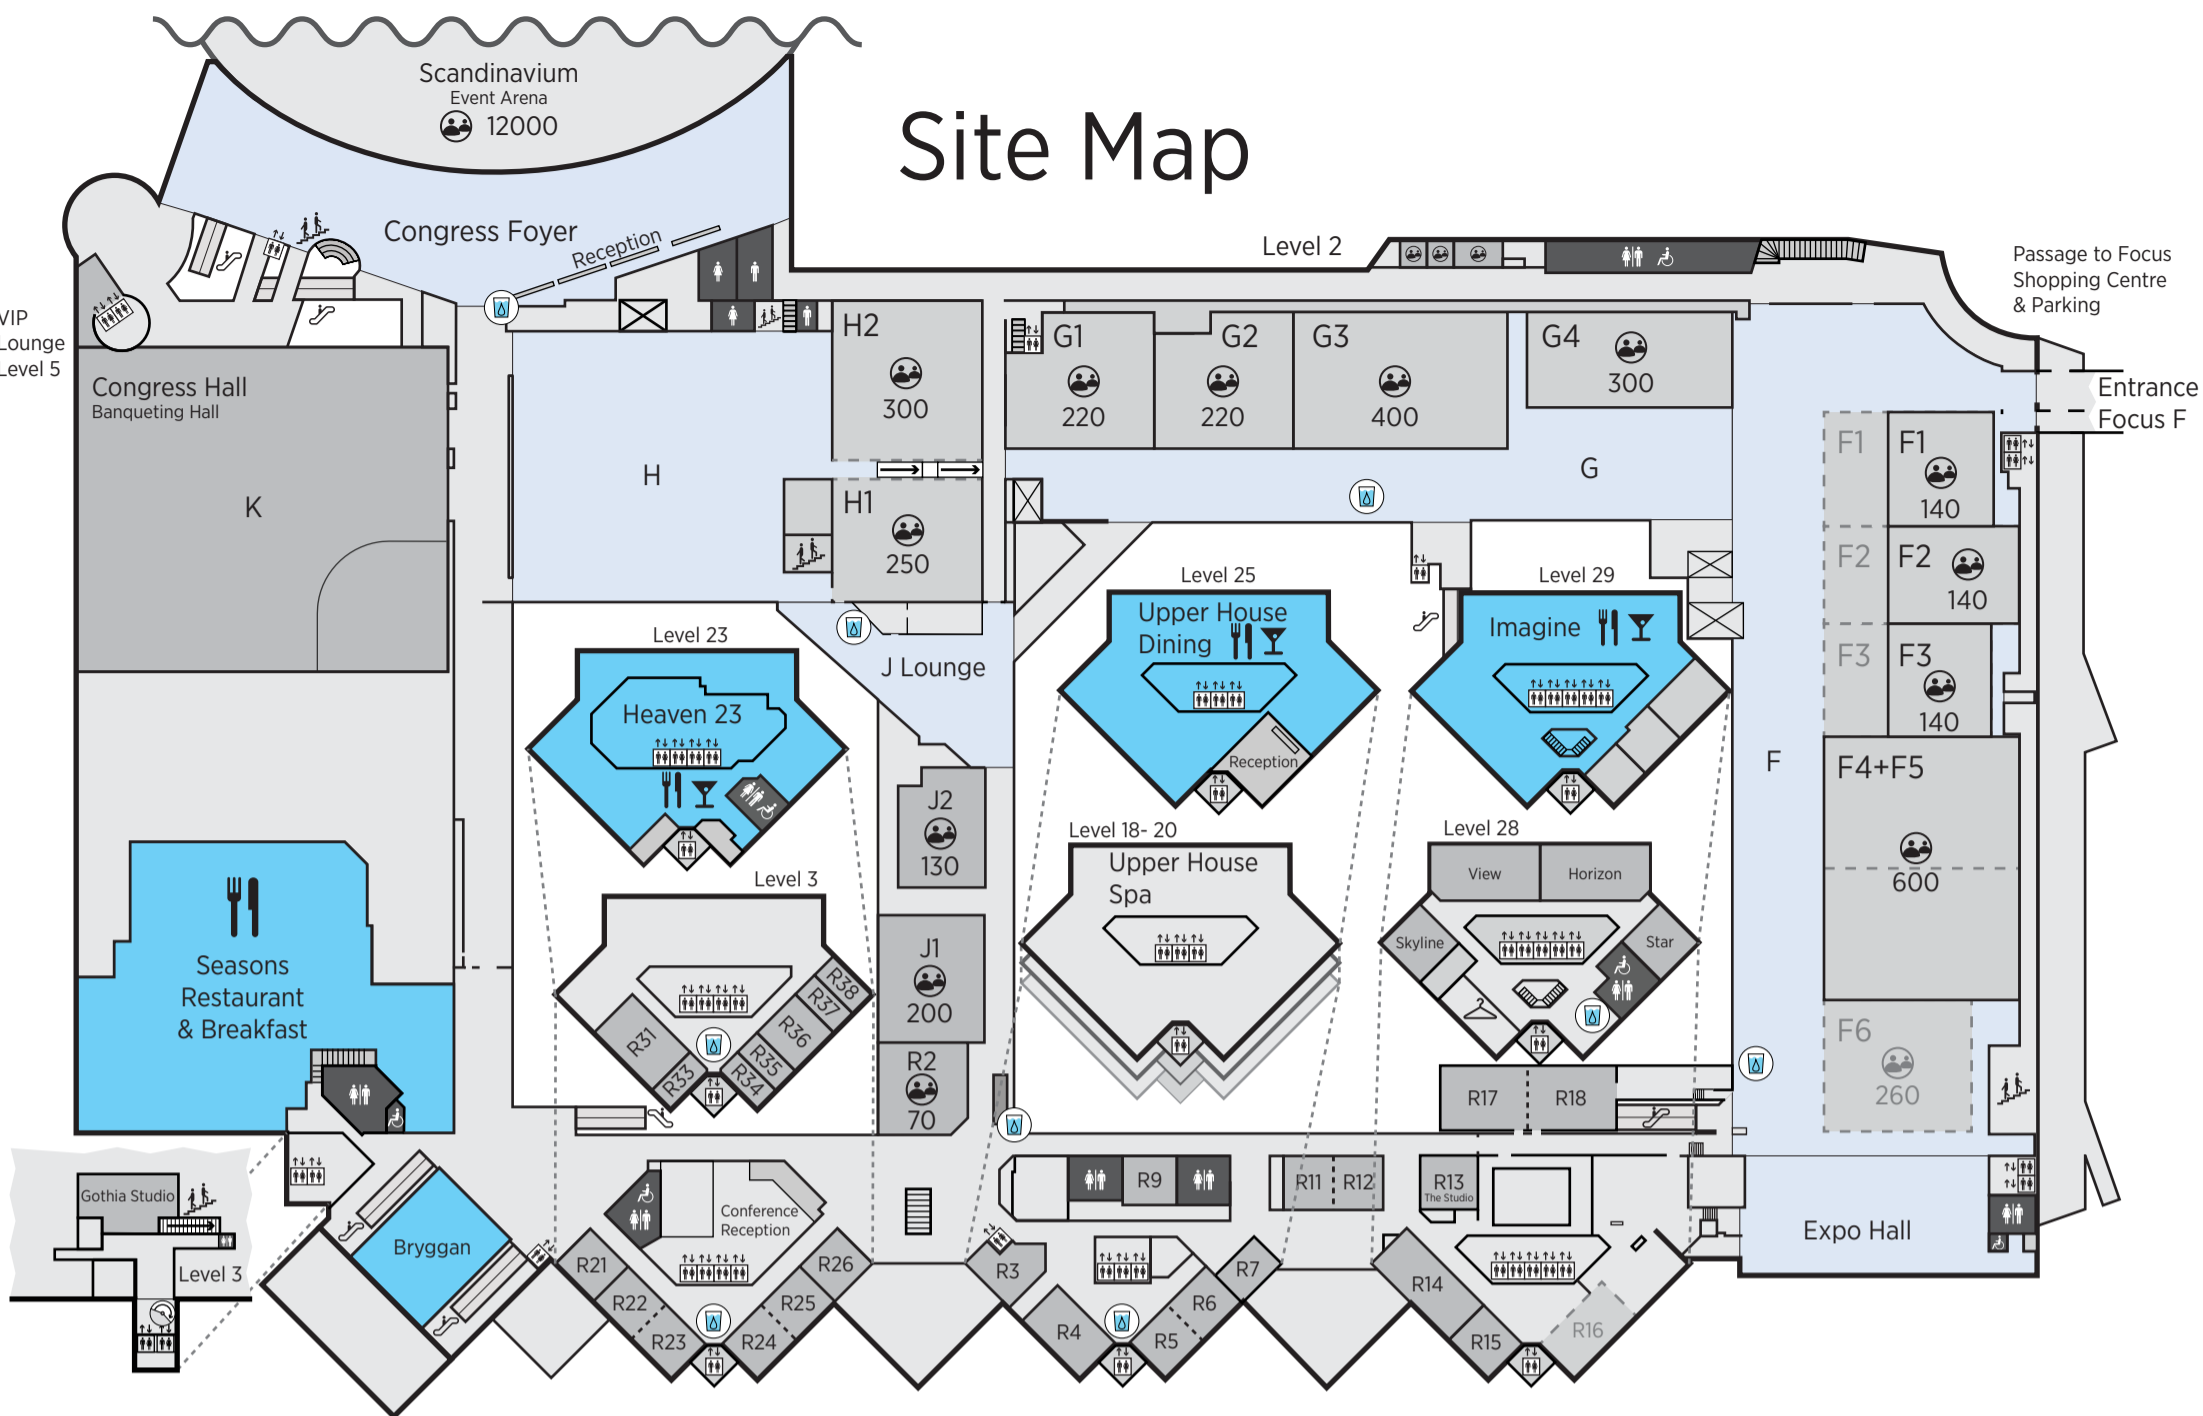 Site Map
Scandinavium
Event Arena
12000
Congress Foyer
Reception
Level 2
Passage to Focus
Shopping Centre
& Parking
VIP
Lounge
Level 5
Entrance
Focus F
Congress Hall
Banqueting Hall
K
H
H2
300
H1
250
G1
220
G2
220
G3
400
G4
300
G
F1
F1
140
F2
F2
140
F3
F3
140
F4+F5
600
F6
260
F
J Lounge
Level 23
Heaven 23
Level 25
Upper House
Dining
Reception
Level 29
Imagine
J2
130
Level 3
R31
R33
R34
R35
R36
R37
R38
J1
200
R2
70
Level 18- 20
Upper House
Spa
Level 28
View
Horizon
Skyline
Star
Seasons
Restaurant
& Breakfast
R17
R18
R9
R11
R12
R13
The Studio
Expo Hall
Gothia Studio
Level 3
Bryggan
Conference
Reception
R21
R22
R23
R24
R25
R26
R3
R4
R5
R6
R7
R14
R15
R16